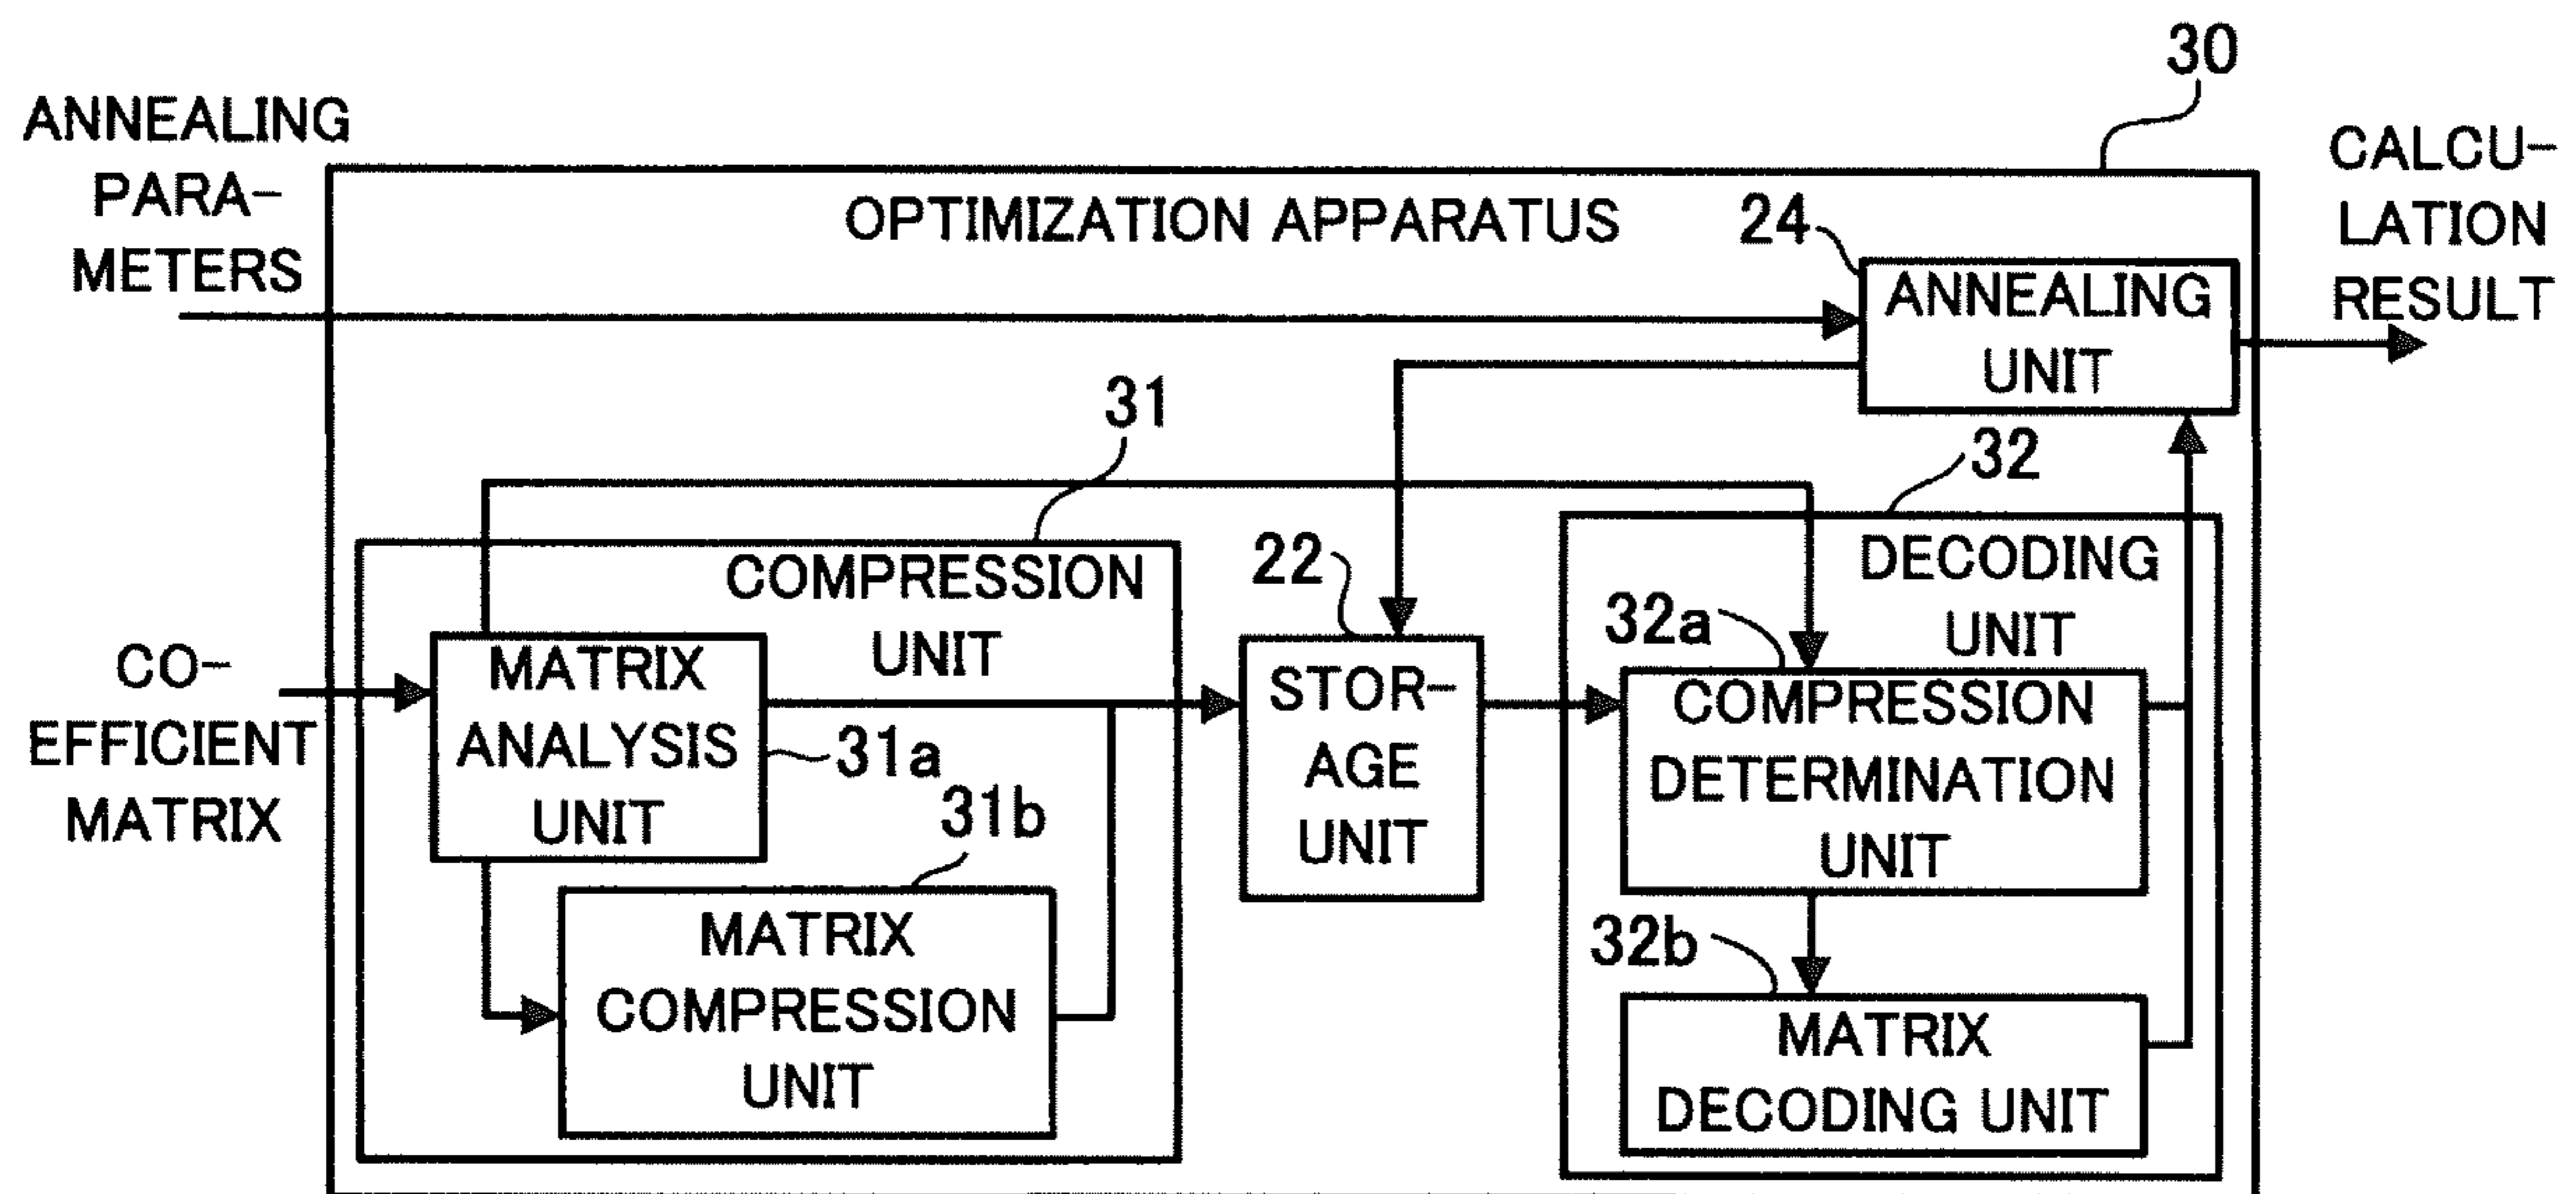 30
ANNEALING
PARA-
METERS
CALCU-
LATION
RESULT
OPTIMIZATION APPARATUS
24
ANNEALING
UNIT
31
32
COMPRESSION
UNIT
22
DECODING
UNIT
CO-
EFFICIENT
MATRIX
MATRIX
ANALYSIS
UNIT
31a
31b
MATRIX
COMPRESSION
UNIT
STOR-
AGE
UNIT
32a
COMPRESSION
DETERMINATION
UNIT
32b
MATRIX
DECODING UNIT